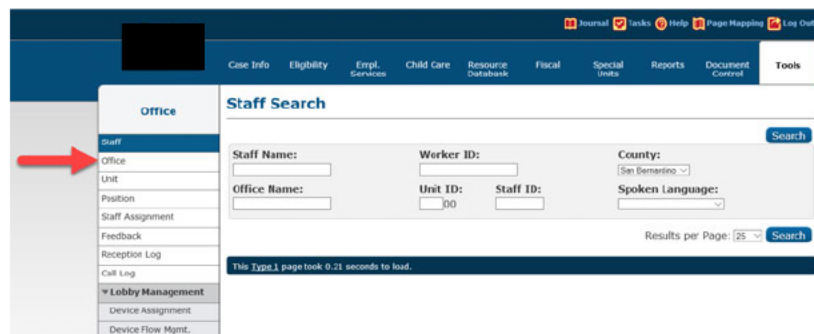 Journal Tasks Help Page Mapping Log Out
Case Info Eligibility Empl. Services Child Care Resource Databank Fiscal Special Units Reports Document Control Tools
Office
Staff Search
Staff
Search
Office
Staff Name: Worker ID: County:
San Bernardino
Unit
Office Name: Unit ID: Staff ID: Spoken Language:
00
Position
Staff Assignment
Feedback
Results per Page: 25 Search
Reception Log
Call Log
This Type 1 page took 0.21 seconds to load.
Lobby Management
Device Assignment
Device Flow Mgmt.